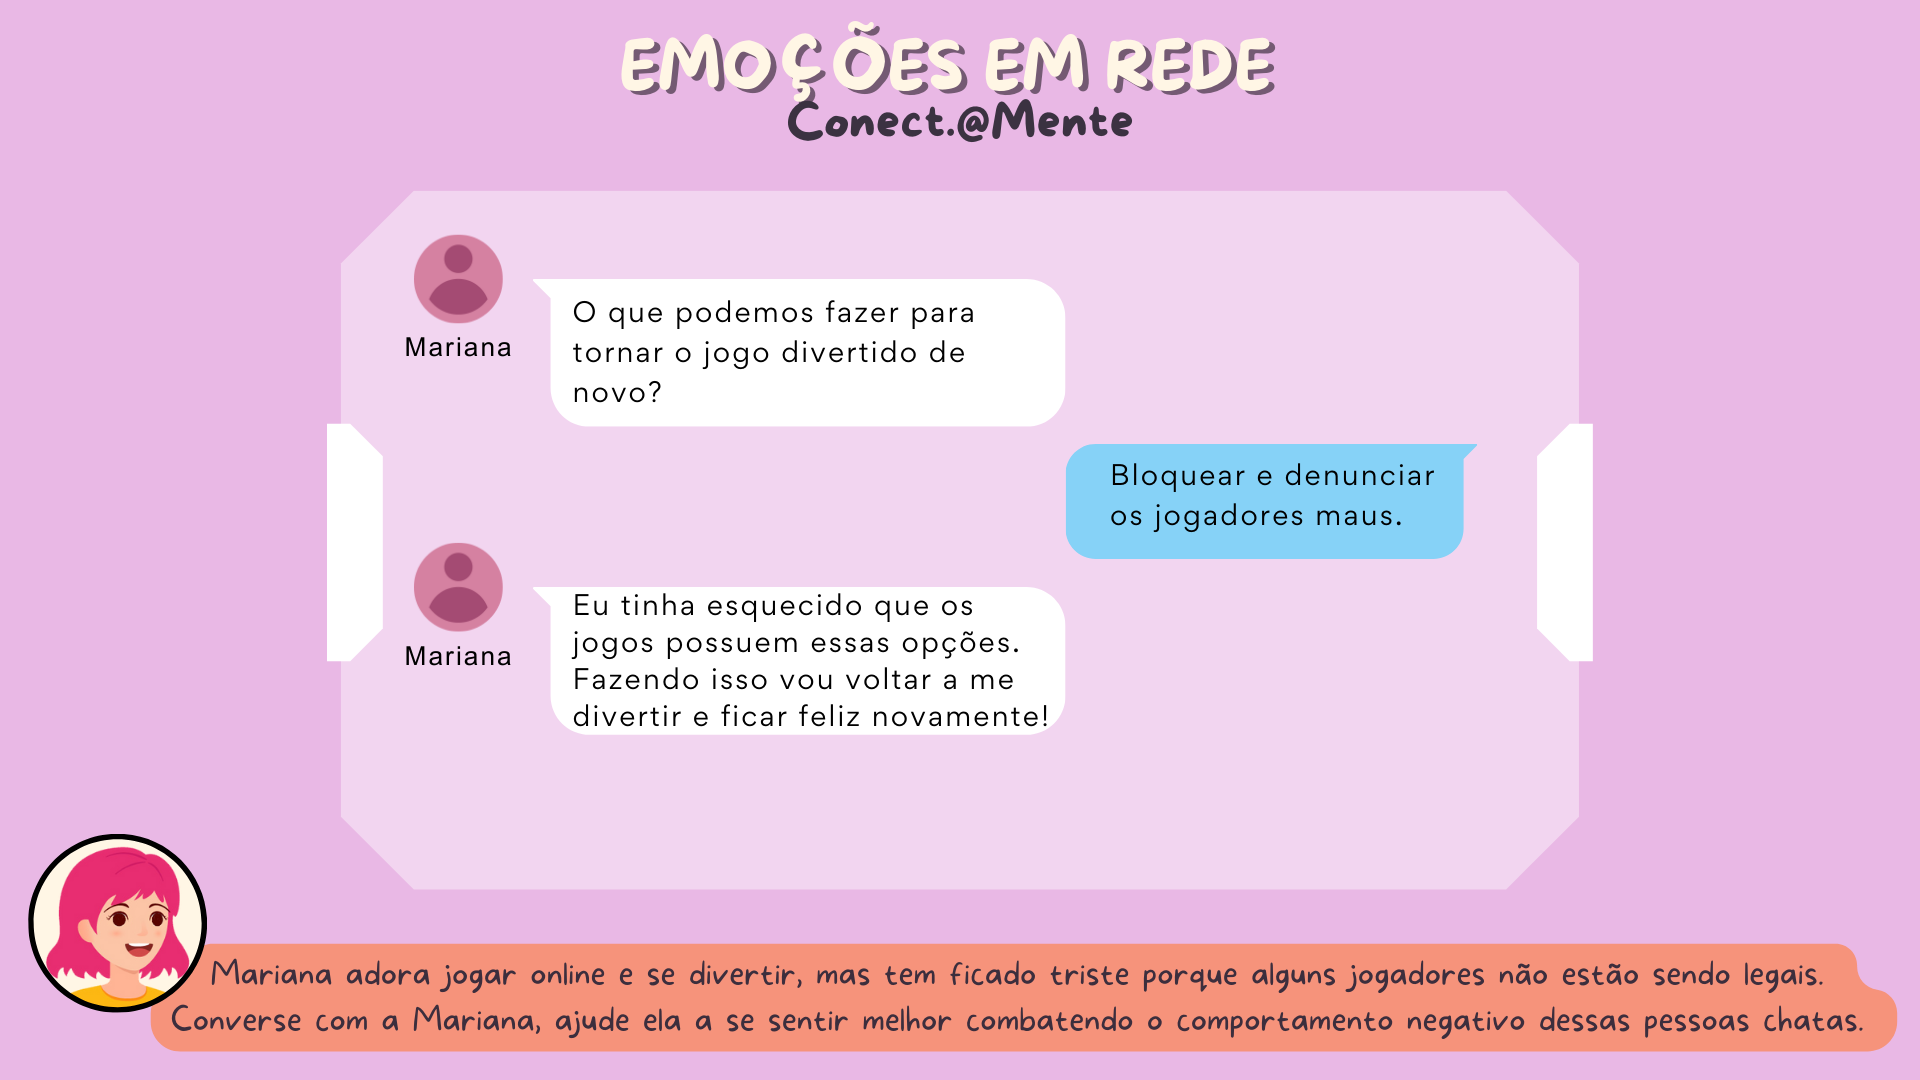 EMOÇÕES EM REDE
Conect.@Mente
Mariana
O que podemos fazer para
tornar o jogo divertido de
novo?
Bloquear e denunciar
os jogadores maus.
Mariana
Eu tinha esquecido que os
jogos possuem essas opções.
Fazendo isso vou voltar a me
divertir e ficar feliz novamente!
Mariana adora jogar online e se divertir, mas tem ficado triste porque alguns jogadores não estão sendo legais.
Converse com a Mariana, ajude ela a se sentir melhor combatendo o comportamento negativo dessas pessoas chatas.